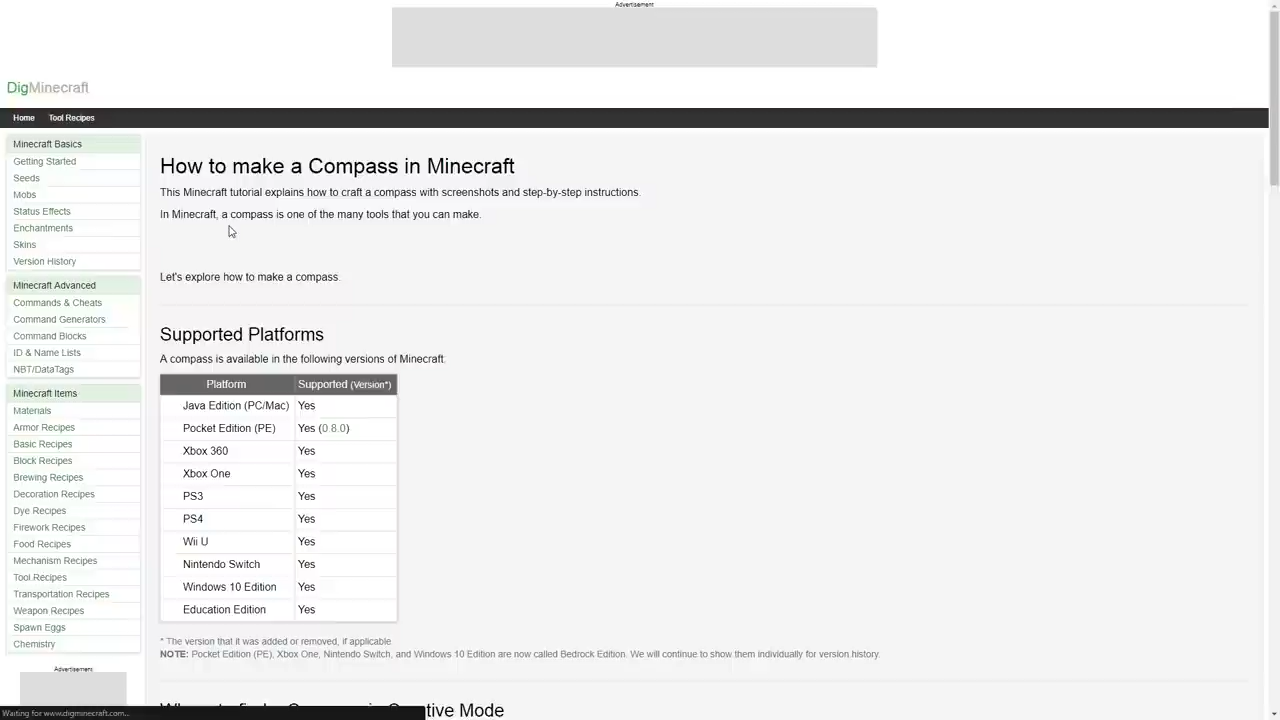 Advertisement
DigMinecraft
Home Tool Recipes
Minecraft Basics
Getting Started
Seeds
Mobs
Status Effects
Enchantments
Skins
Version History
Minecraft Advanced
Commands & Cheats
Command Generators
Command Blocks
ID & Name Lists
NBT/DataTags
Minecraft Items
Materials
Armor Recipes
Basic Recipes
Block Recipes
Brewing Recipes
Decoration Recipes
Dye Recipes
Firework Recipes
Food Recipes
Mechanism Recipes
Tool Recipes
Transportation Recipes
Weapon Recipes
Spawn Eggs
Chemistry
Advertisement
How to make a Compass in Minecraft
This Minecraft tutorial explains how to craft a compass with screenshots and step-by-step instructions.
In Minecraft, a compass is one of the many tools that you can make.
Let's explore how to make a compass.
Supported Platforms
A compass is available in the following versions of Minecraft:
Platform Supported (Version*)
Java Edition (PC/Mac) Yes
Pocket Edition (PE) Yes (0.8.0)
Xbox 360 Yes
Xbox One Yes
PS3 Yes
PS4 Yes
Wii U Yes
Nintendo Switch Yes
Windows 10 Edition Yes
Education Edition Yes
* The version that it was added or removed, if applicable
NOTE: Pocket Edition (PE), Xbox One, Nintendo Switch, and Windows 10 Edition are now called Bedrock Edition. We will continue to show them individually for version history.
Mode
Waiting for www.digminecraft.com...